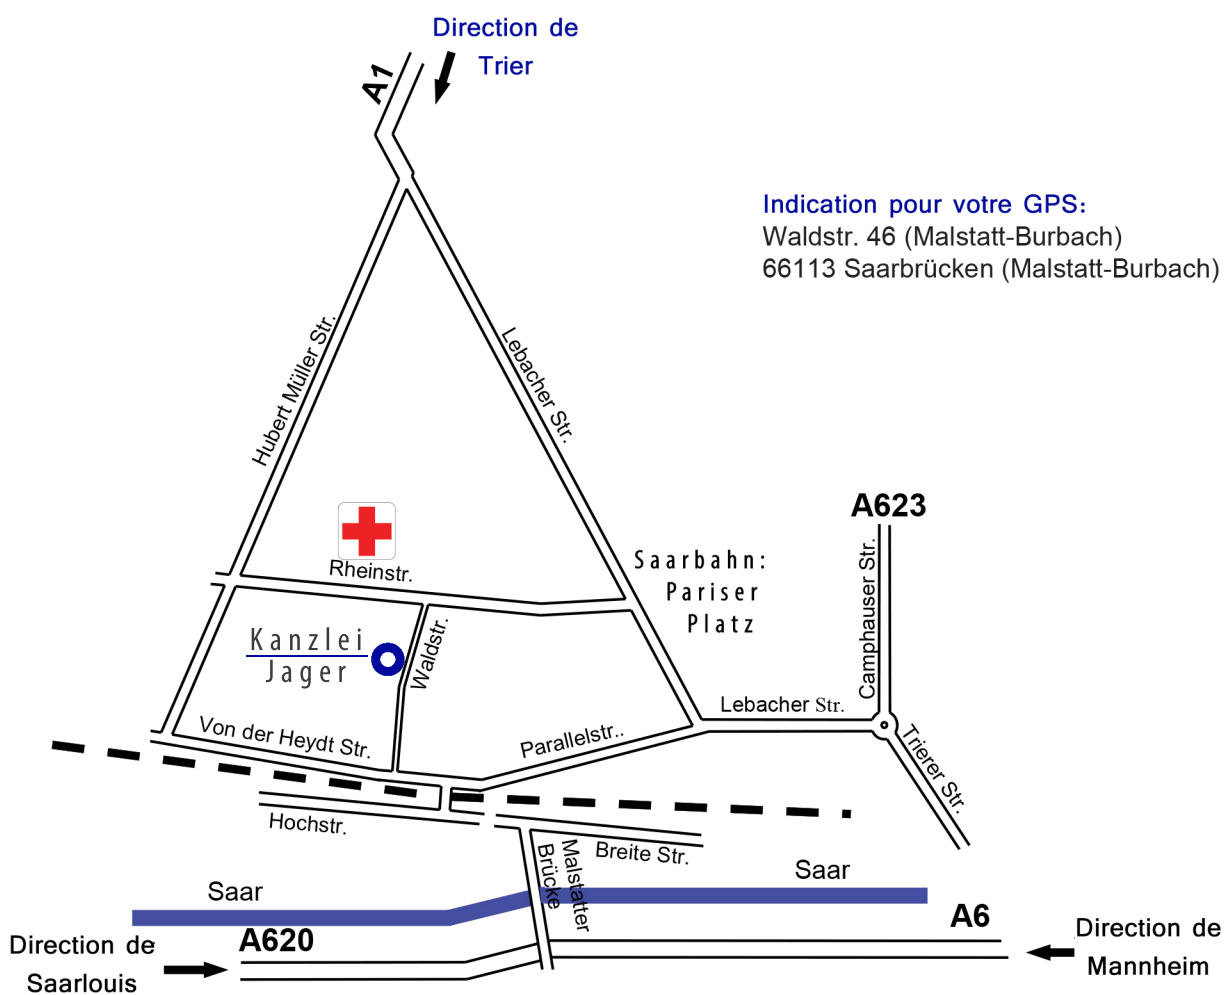 Direction de
Trier
A1
Indication pour votre GPS:
Waldstr. 46 (Malstatt-Burbach)
66113 Saarbrücken (Malstatt-Burbach)
Hubert Müller Str.
Lebacher Str.
A623
Camphauser Str.
Saarbahn:
Pariser
Platz
Rheinstr.
Kanzlei
Jager
Waldstr.
Lebacher Str.
Von der Heydt Str.
Parallelstr..
Trierer Str.
Hochstr.
Breite Str.
Malstatter
Brücke
Saar
Saar
A620
A6
Direction de
Saarlouis
Direction de
Mannheim